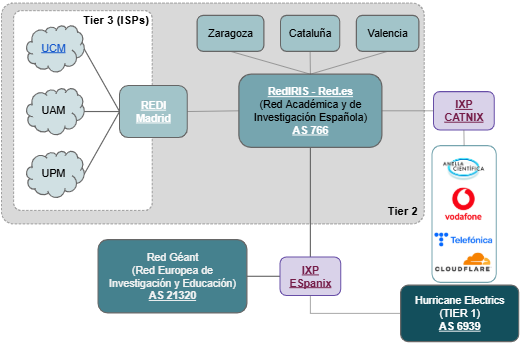 Tier 3 (ISPs)
UCM
UAM
UPM
REDI
Madrid
Zaragoza
Cataluña
Valencia
RedIRIS - Red.es
(Red Académica y de
Investigación Española)
AS 766
IXP
CATNIX
Tier 2
ANELLA
CIENTÍFICA
vodafone
Telefónica
CLOUDFLARE
Red Géant
(Red Europea de
Investigación y Educación)
AS 21320
IXP
ESpanix
Hurricane Electrics
(TIER 1)
AS 6939